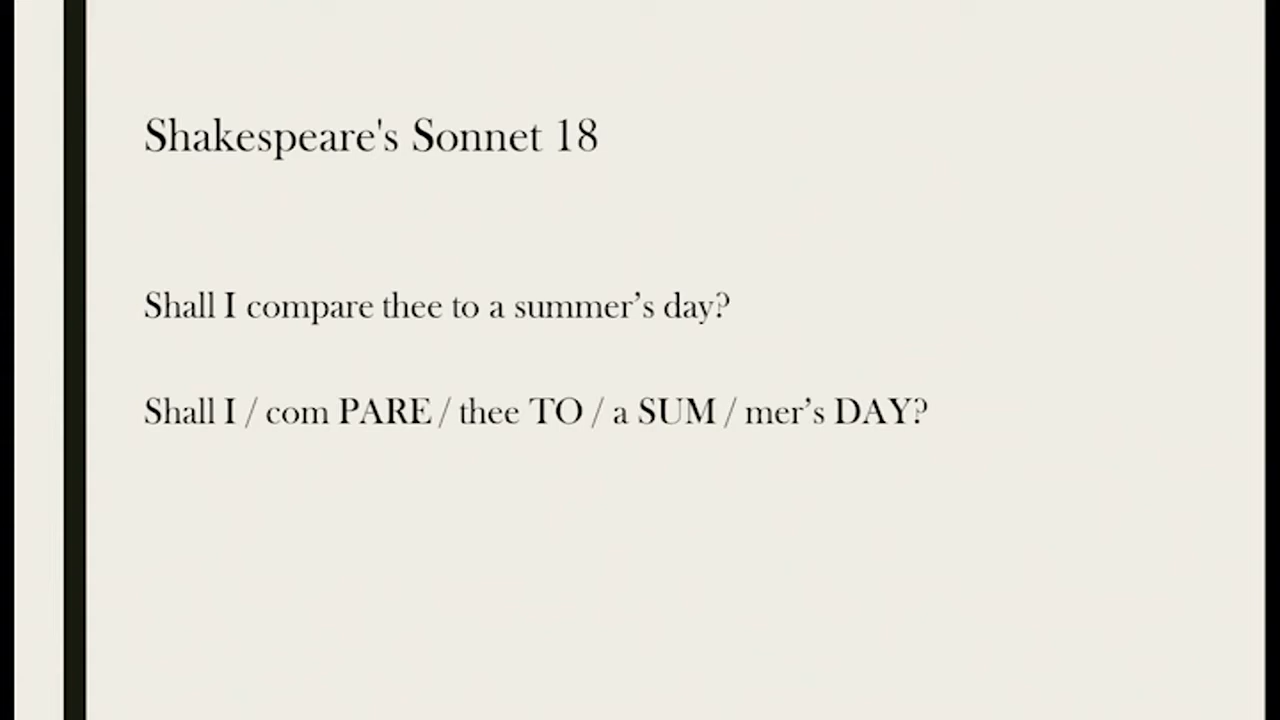 Shakespeare's Sonnet 18
Shall I compare thee to a summer’s day?
Shall I / com PARE / thee TO / a SUM / mer’s DAY?